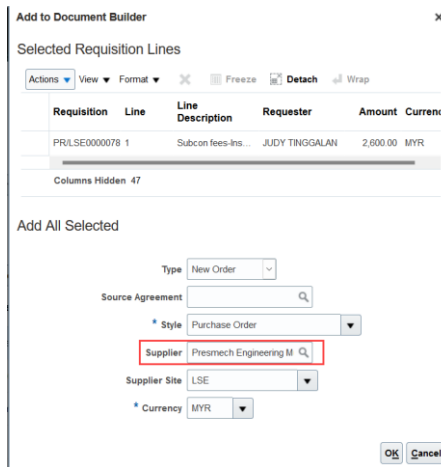 Add to Document Builder ×
Selected Requisition Lines
Actions View Format Freeze Detach Wrap
Requisition Line Line Description Requester Amount Currenc
PR/LSE0000078 1 Subcon fees-Ins... JUDY TINGGALAN 2,600.00 MYR
Columns Hidden 47
Add All Selected
Type New Order
Source Agreement
* Style Purchase Order
Supplier Presmech Engineering M
Supplier Site LSE
* Currency MYR
OK Cancel